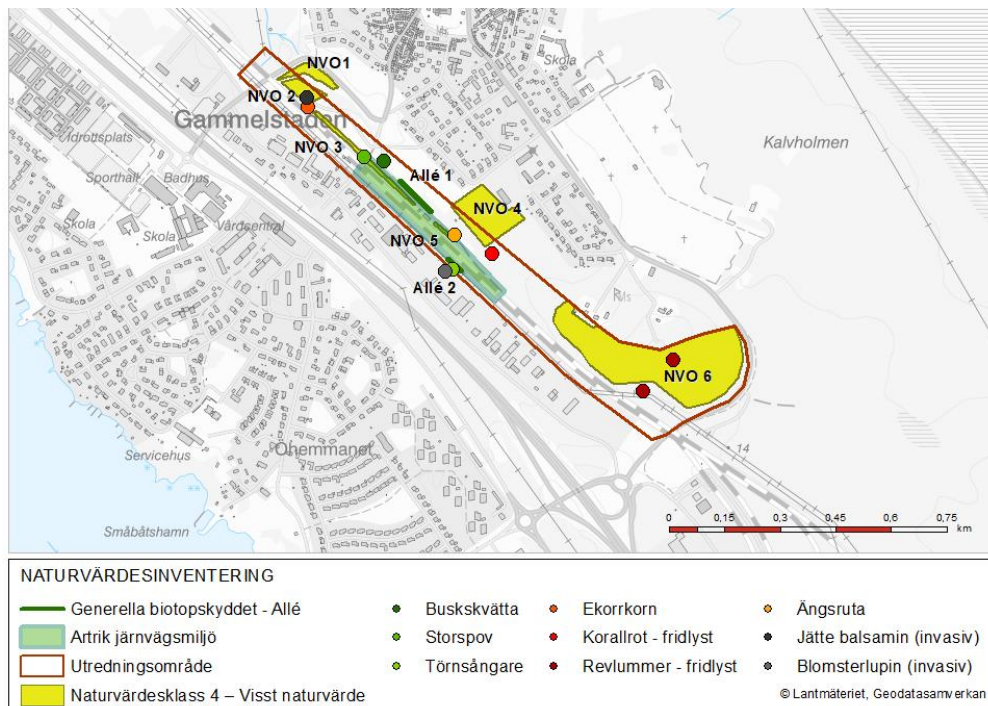 NVO1
Skola
NVO 2
Gammelstaden
Kalvholmen
Idrottsplats
NVO 3
Badhus
Allé 1
Sporthall
NVO 4
Skola
Skola
Vårdcentral
NVO 5
Allé 2
NVO 6
14
Öhemmanet
Servicehus
0 0,15 0,3 0,45 0,6 0,75
km
Småbåtshamn
NATURVÄRDESINVENTERING
Generella biotopskyddet - Allé
Buskskvätta
Ekorrkorn
Ängsruta
Artrik järnvägsmiljö
Storspov
Korallrot - fridlyst
Jätte balsamin (invasiv)
Utredningsområde
Törnsångare
Revlummer - fridlyst
Blomsterlupin (invasiv)
Naturvärdesklass 4 – Visst naturvärde
© Lantmäteriet, Geodatasamverkan